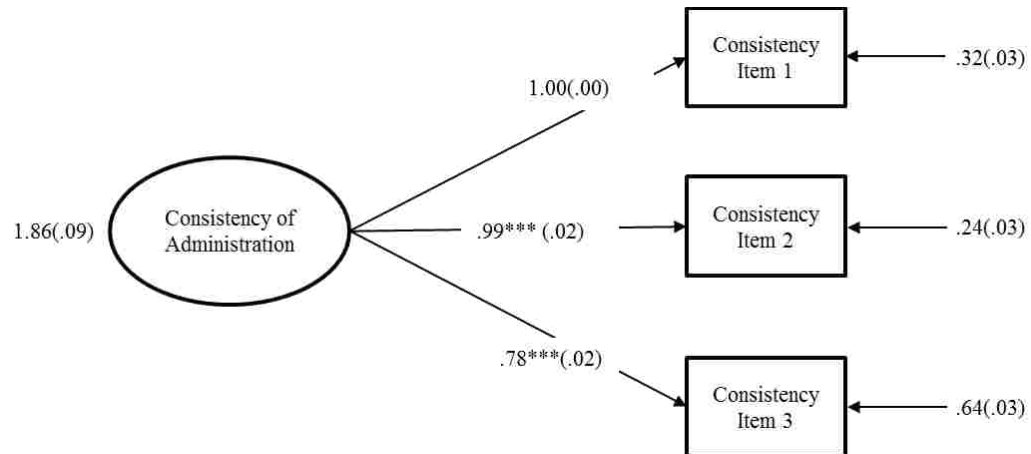 Consistency
Item 1
.32(.03)
1.00(.00)
Consistency of
Administration
1.86(.09)
.99*** (.02)
Consistency
Item 2
.24(.03)
.78***(.02)
Consistency
Item 3
.64(.03)